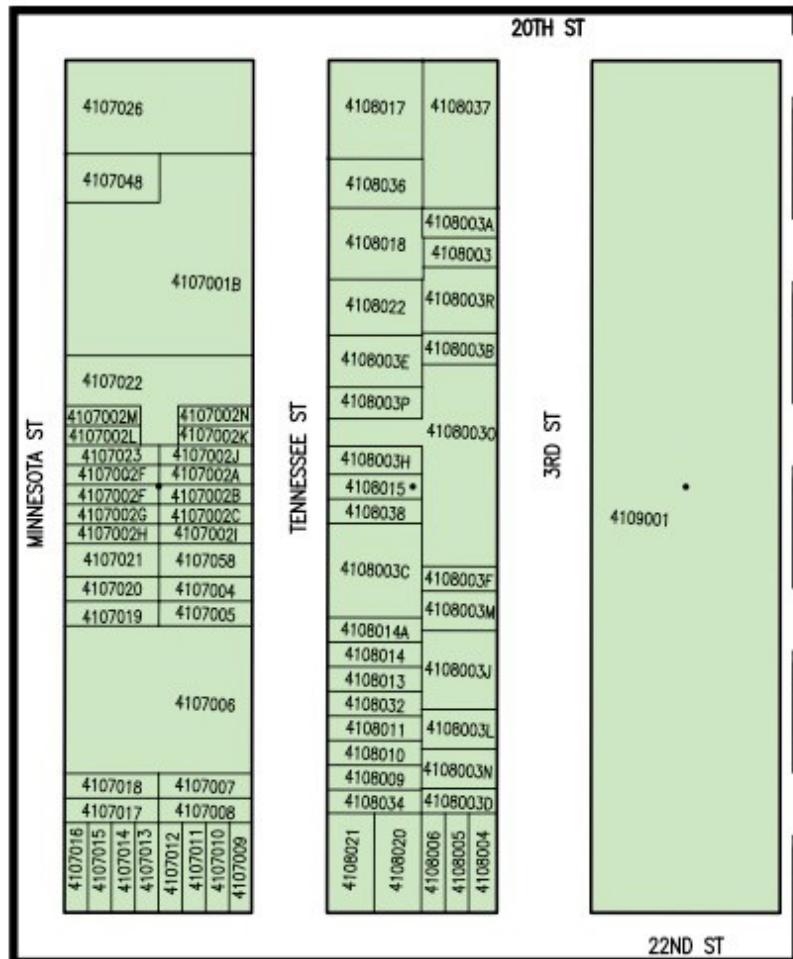 20TH ST
MINNESOTA ST
4107026
4107048
4107001B
4107022
4107002M
4107002N
4107002L
4107002K
4107023
4107002J
4107002F
4107002A
4107002F
4107002B
4107002G
4107002C
4107002H
4107002I
4107021
4107058
4107020
4107004
4107019
4107005
4107006
4107018
4107007
4107017
4107008
4107016
4107015
4107014
4107013
4107012
4107011
4107010
4107009
TENNESSEE ST
4108017
4108037
4108036
4108003A
4108018
4108003
4108003R
4108022
4108003B
4108003E
4108003P
4108003O
4108003H
4108015
4108038
4108003C
4108003F
4108003M
4108014A
4108014
4108003J
4108013
4108032
4108011
4108003L
4108010
4108003N
4108009
4108034
4108003D
4108021
4108020
4108006
4108005
4108004
3RD ST
4109001
22ND ST